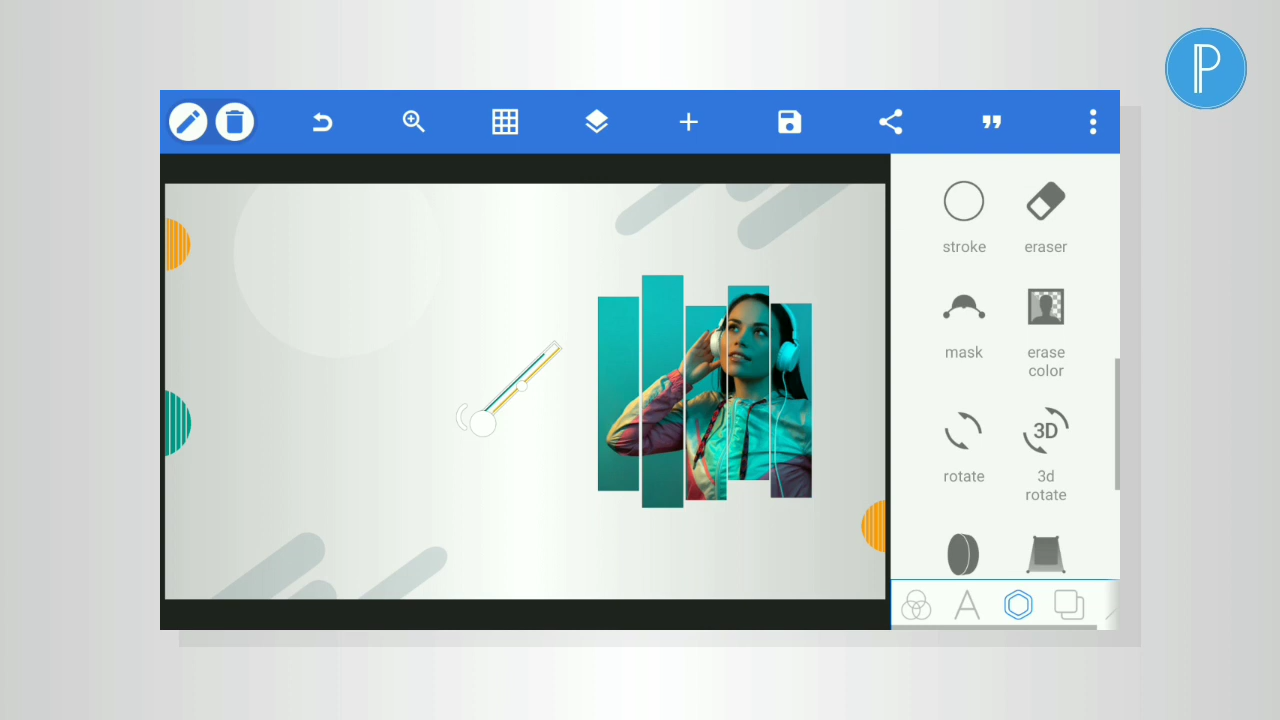 P
stroke
eraser
mask
erase
color
rotate
3D
3d
rotate